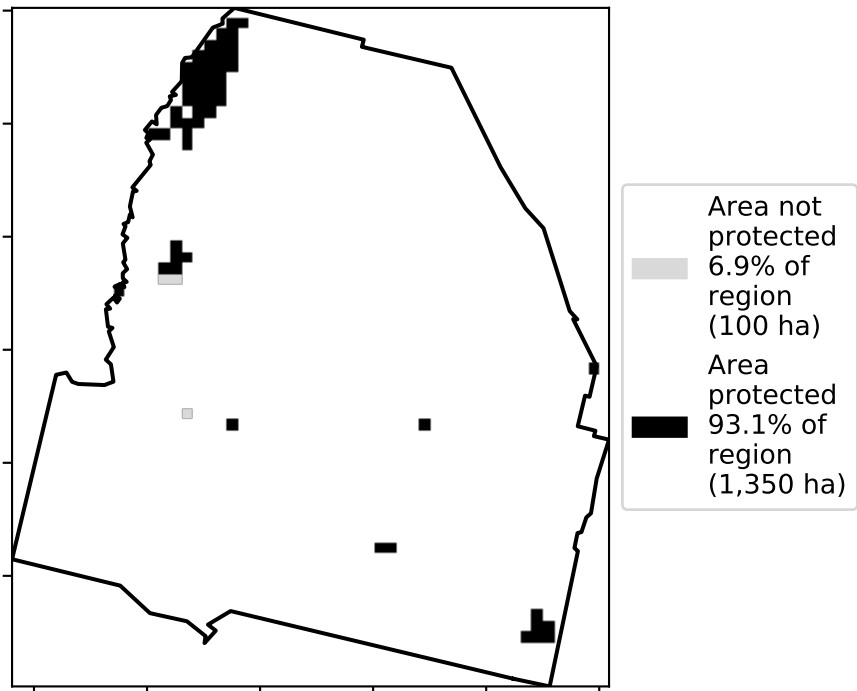 Area not
protected
6.9% of
region
(100 ha)
Area
protected
93.1% of
region
(1,350 ha)